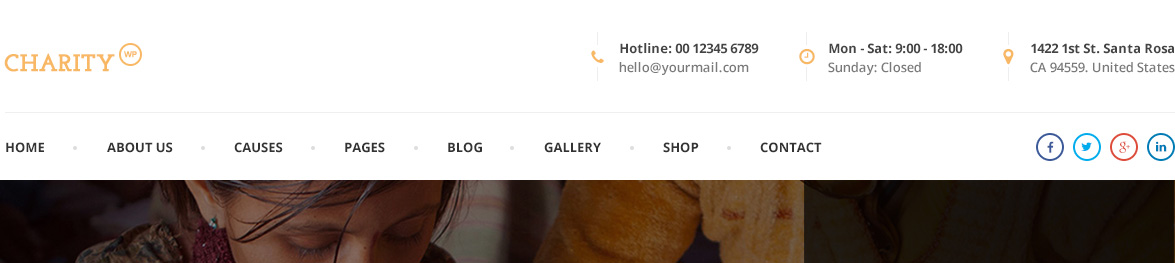 CHARITY WP
Hotline: 00 12345 6789
hello@yourmail.com
Mon - Sat: 9:00 - 18:00
Sunday: Closed
1422 1st St. Santa Rosa
CA 94559. United States
HOME ABOUT US CAUSES PAGES BLOG GALLERY SHOP CONTACT